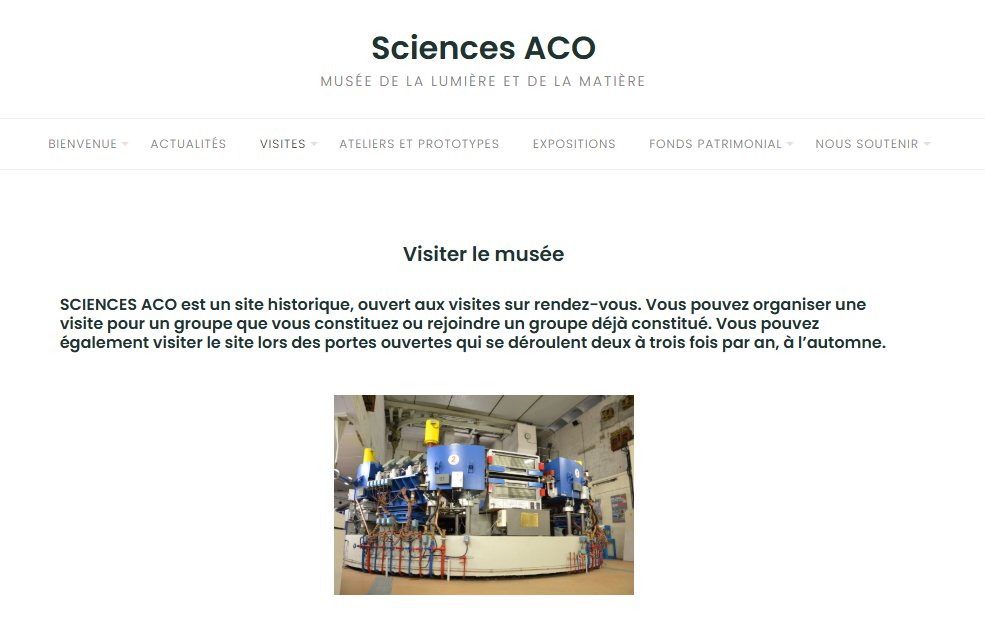 Sciences ACO
MUSÉE DE LA LUMIÈRE ET DE LA MATIÈRE
BIENVENUE ACTUALITÉS VISITES ATELIERS ET PROTOTYPES EXPOSITIONS FONDS PATRIMONIAL NOUS SOUTENIR
Visiter le musée
SCIENCES ACO est un site historique, ouvert aux visites sur rendez-vous. Vous pouvez organiser une
visite pour un groupe que vous constituez ou rejoindre un groupe déjà constitué. Vous pouvez
également visiter le site lors des portes ouvertes qui se déroulent deux à trois fois par an, à l’automne.
2